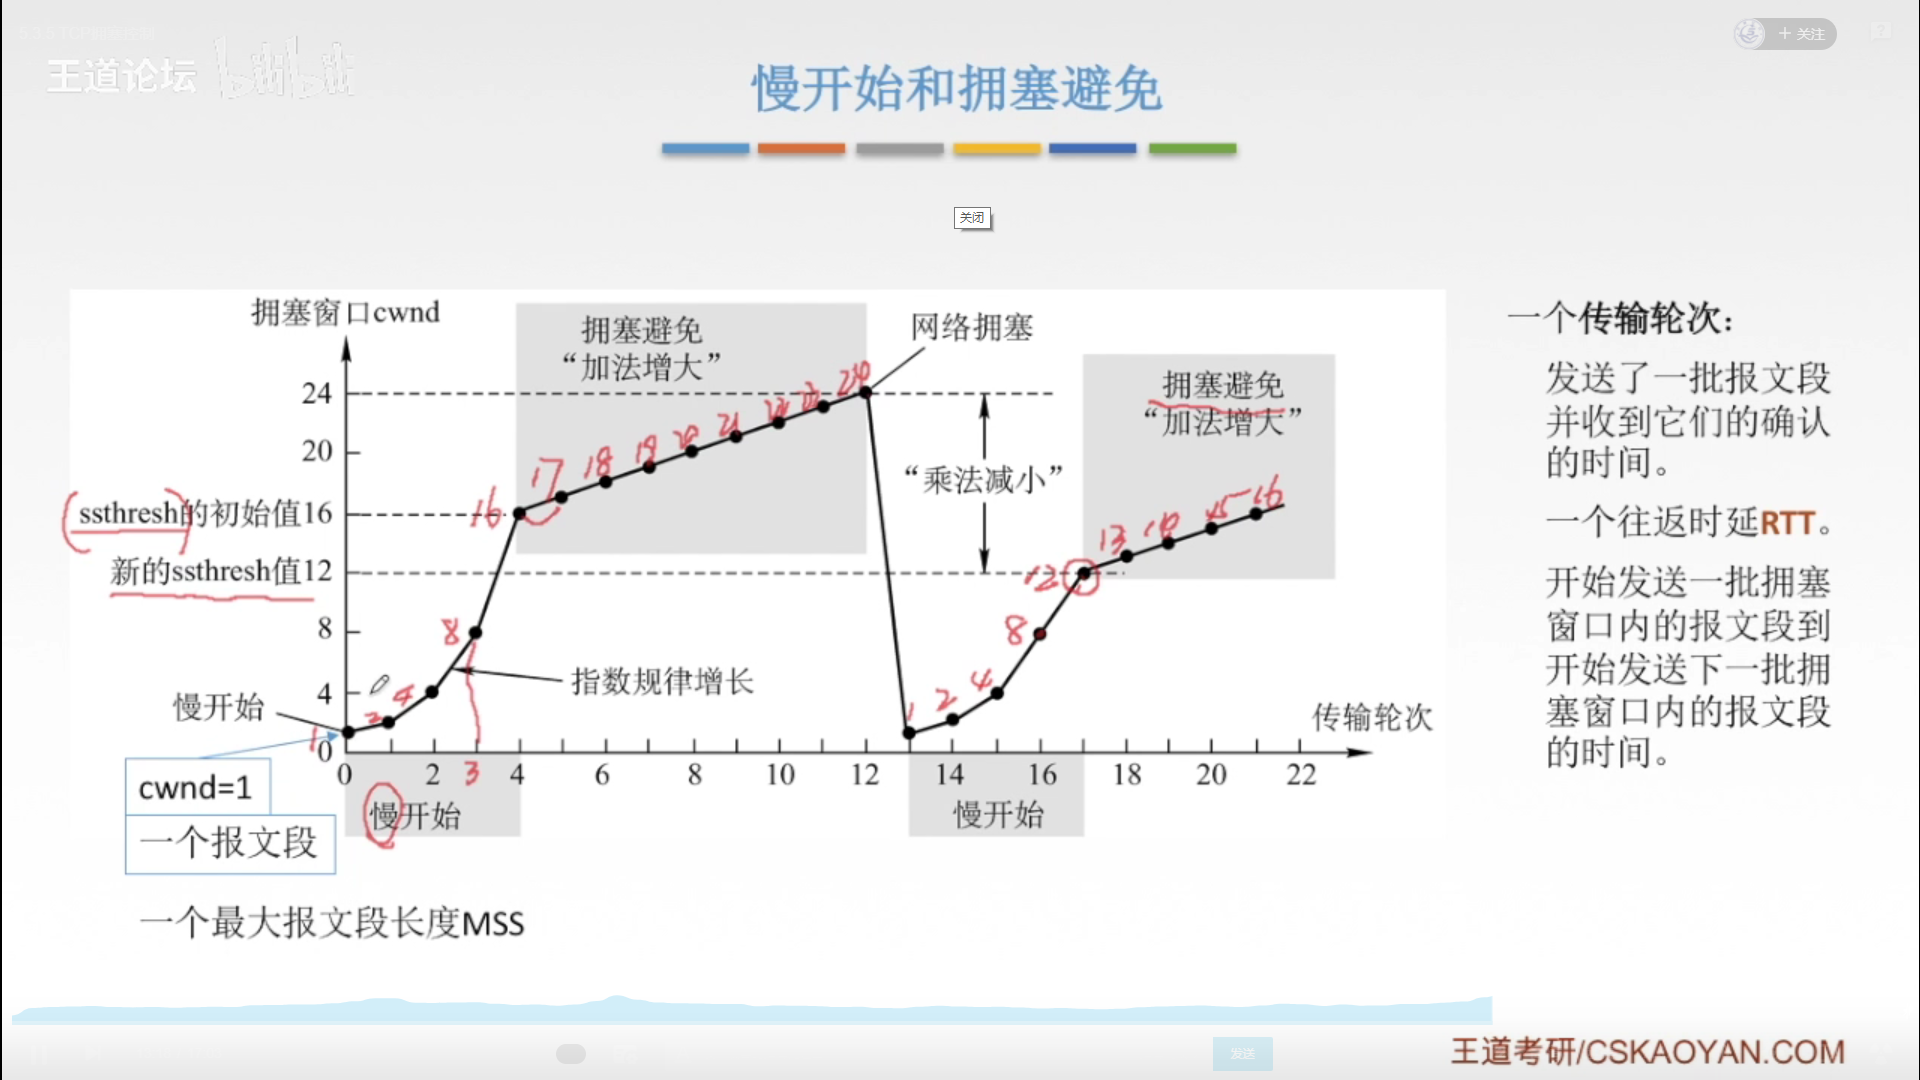 王道论坛 bilibili
+ 关注
慢开始和拥塞避免
关闭
拥塞窗口cwnd
拥塞避免
“加法增大”
网络拥塞
拥塞避免
“加法增大”
“乘法减小”
24
20
ssthresh的初始值16
新的ssthresh值12
8
4
0
16 17 18 19 20 21 22 23 24
12 13 14 15 16
8
8
1 2 4
1 2 4
慢开始
指数规律增长
传输轮次
0 2 3 4 6 8 10 12 14 16 18 20 22
cwnd=1
一个报文段
慢开始
慢开始
一个最大报文段长度MSS
一个传输轮次：
发送了一批报文段
并收到它们的确认
的时间。
一个往返时延RTT。
开始发送一批拥塞
窗口内的报文段到
开始发送下一批拥
塞窗口内的报文段
的时间。
发送
王道考研/CSKAOYAN.COM